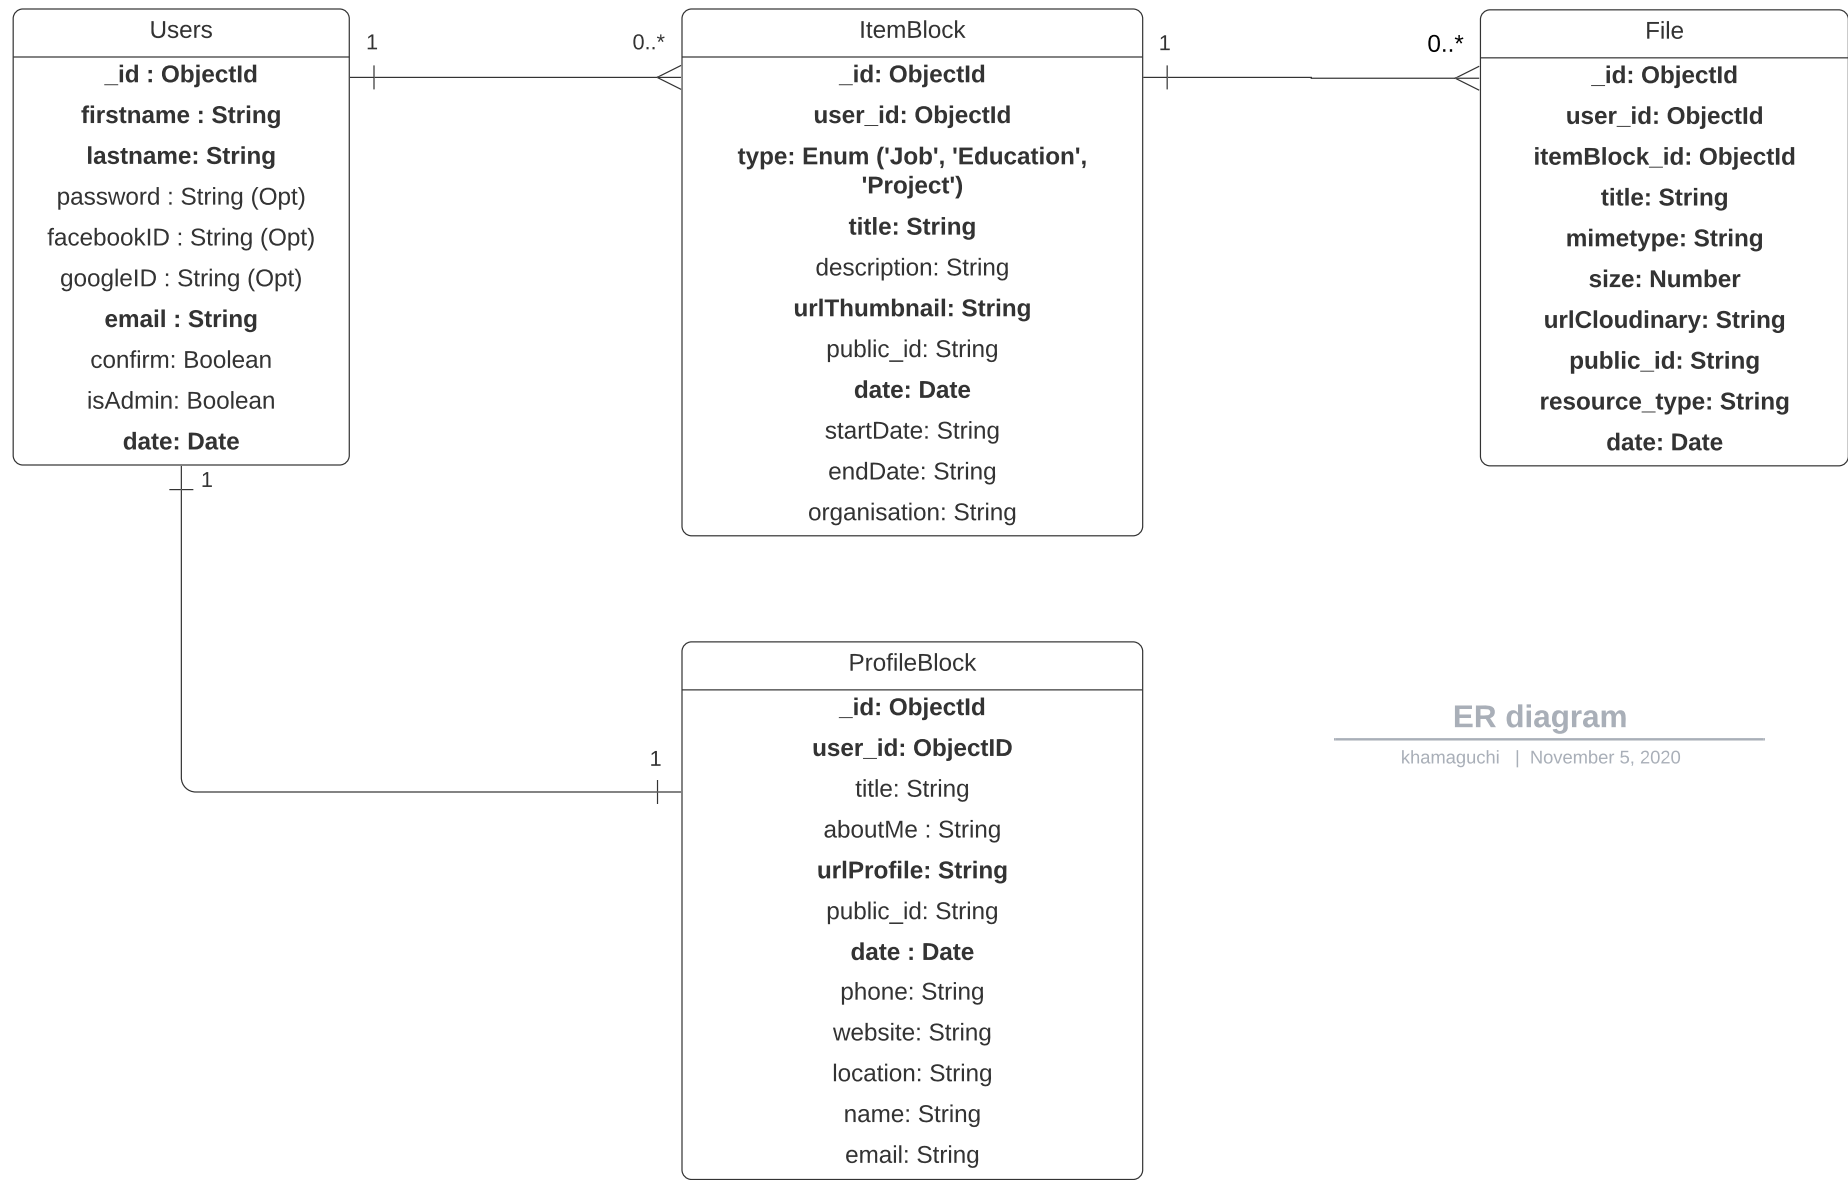 Users
_id : ObjectId
firstname : String
lastname: String
password : String (Opt)
facebookID : String (Opt)
googleID : String (Opt)
email : String
confirm: Boolean
isAdmin: Boolean
date: Date
1
0..*
1
ItemBlock
_id: ObjectId
user_id: ObjectId
type: Enum ('Job', 'Education',
'Project')
title: String
description: String
urlThumbnail: String
public_id: String
date: Date
startDate: String
endDate: String
organisation: String
1
0..*
File
_id: ObjectId
user_id: ObjectId
itemBlock_id: ObjectId
title: String
mimetype: String
size: Number
urlCloudinary: String
public_id: String
resource_type: String
date: Date
1
ProfileBlock
_id: ObjectId
user_id: ObjectID
title: String
aboutMe : String
urlProfile: String
public_id: String
date : Date
phone: String
website: String
location: String
name: String
email: String
ER diagram
khamaguchi | November 5, 2020